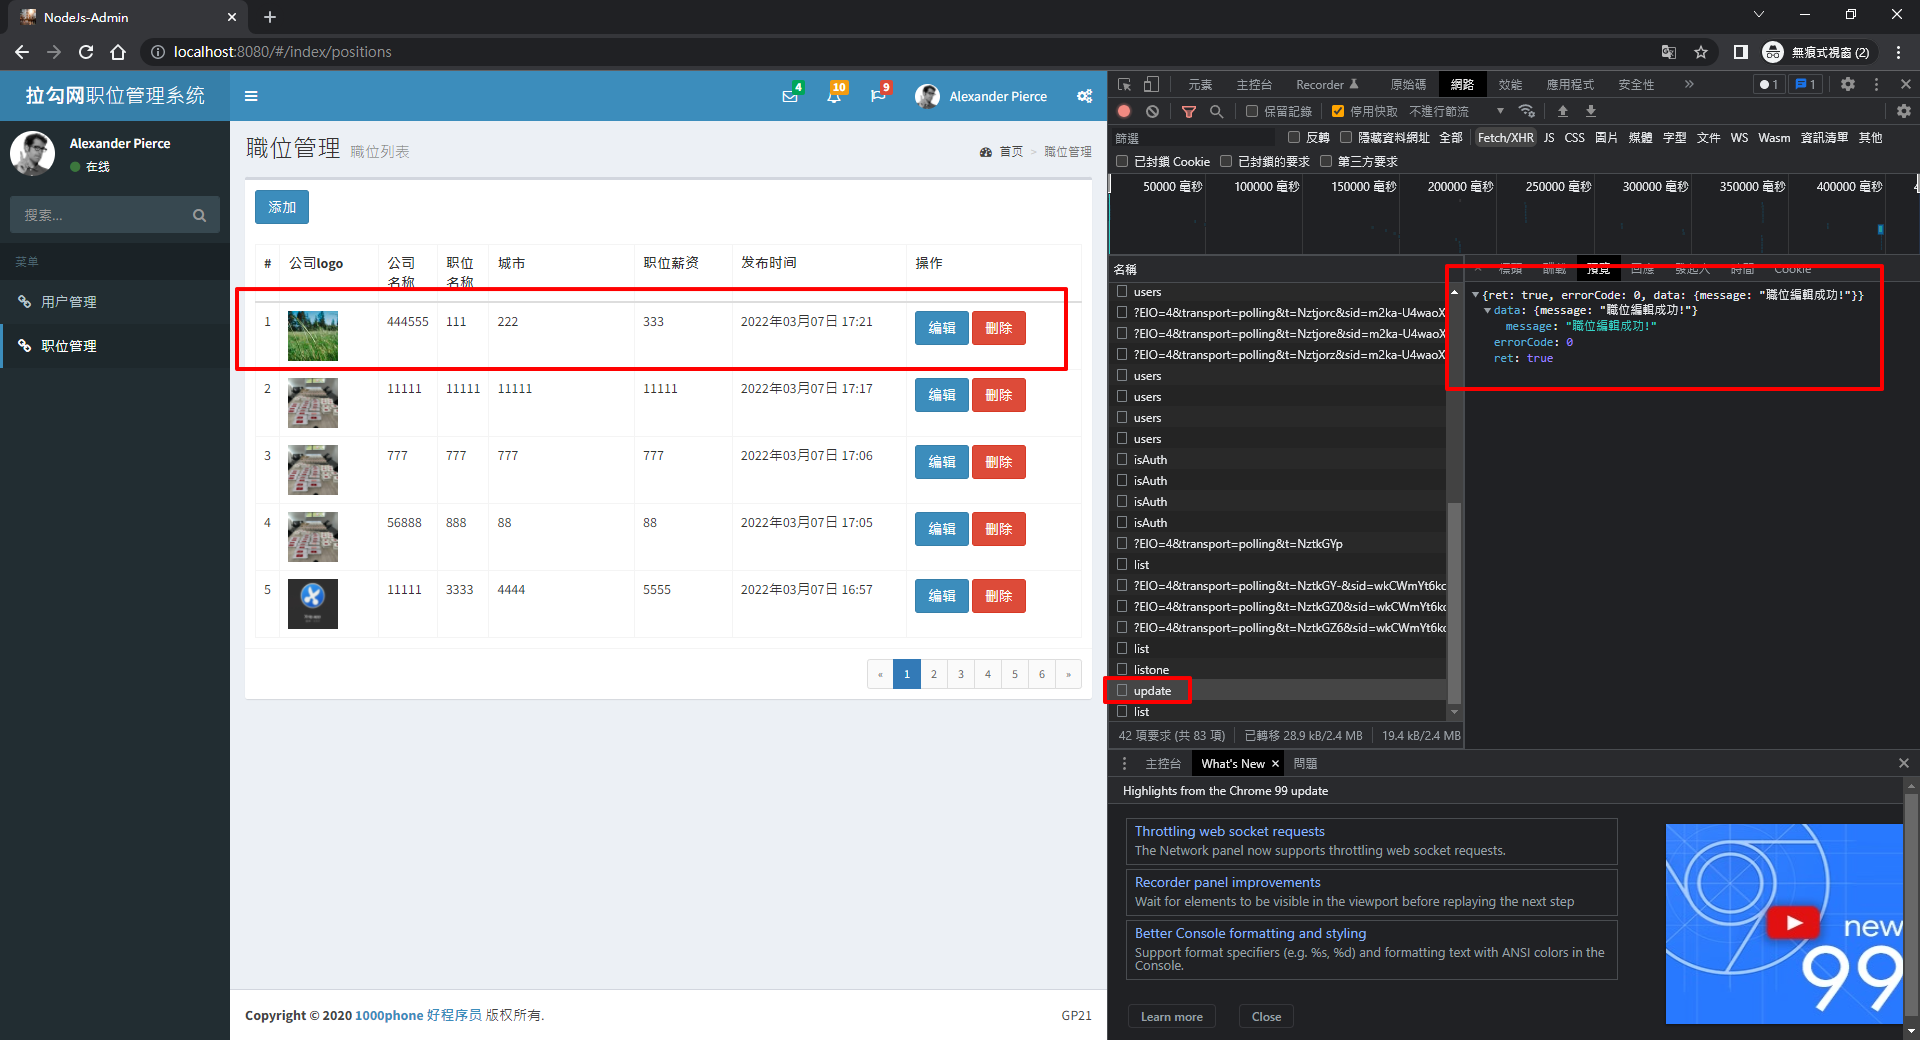 NodeJs-Admin
localhost:8080/#/index/positions
無痕式視窗 (2)
拉勾网职位管理系统
4
10
9
Alexander Pierce
Alexander Pierce
在线
搜索...
菜单
用户管理
职位管理
職位管理 職位列表
首页 > 職位管理
添加
# 公司logo 公司名称 职位名称 城市 职位薪资 发布时间 操作
1 444555 111 222 333 2022年03月07日 17:21 编辑 删除
2 11111 11111 11111 11111 2022年03月07日 17:17 编辑 删除
3 777 777 777 777 2022年03月07日 17:06 编辑 删除
4 56888 888 88 88 2022年03月07日 17:05 编辑 删除
5 11111 3333 4444 5555 2022年03月07日 16:57 编辑 删除
« 1 2 3 4 5 6 »
Copyright © 2020 1000phone 好程序员 版权所有.
GP21
元素 主控台 Recorder 原始碼 網路 效能 應用程式 安全性 » 1 1
保留記錄 停用快取 不進行節流
篩選 反轉 隱藏資料網址 全部 Fetch/XHR JS CSS 圖片 媒體 字型 文件 WS Wasm 資訊清單 其他
已封鎖 Cookie 已封鎖的要求 第三方要求
50000 毫秒 100000 毫秒 150000 毫秒 200000 毫秒 250000 毫秒 300000 毫秒 350000 毫秒 400000 毫秒
名稱
users
?EIO=4&transport=polling&t=Nztjorc&sid=m2ka-U4waoX
?EIO=4&transport=polling&t=Nztjore&sid=m2ka-U4waoX
?EIO=4&transport=polling&t=Nztjorz&sid=m2ka-U4waoX
users
users
users
users
isAuth
isAuth
isAuth
isAuth
?EIO=4&transport=polling&t=NztkGYp
list
?EIO=4&transport=polling&t=NztkGY-&sid=wkCWmYt6kc
?EIO=4&transport=polling&t=NztkGZ0&sid=wkCWmYt6kc
?EIO=4&transport=polling&t=NztkGZ6&sid=wkCWmYt6kc
list
listone
update
list
42 項要求 (共 83 項) 已轉移 28.9 kB/2.4 MB 19.4 kB/2.4 MB
標頭 酬載 預覽 回應 發起人 時間 Cookie
{ret: true, errorCode: 0, data: {message: "職位編輯成功!"}}
data: {message: "職位編輯成功!"}
message: "職位編輯成功!"
errorCode: 0
ret: true
主控台 What's New 問題
Highlights from the Chrome 99 update
Throttling web socket requests
The Network panel now supports throttling web socket requests.
Recorder panel improvements
Wait for elements to be visible in the viewport before replaying the next step
Better Console formatting and styling
Support format specifiers (e.g. %s, %d) and formatting text with ANSI colors in the
Console.
Learn more
Close
new
99